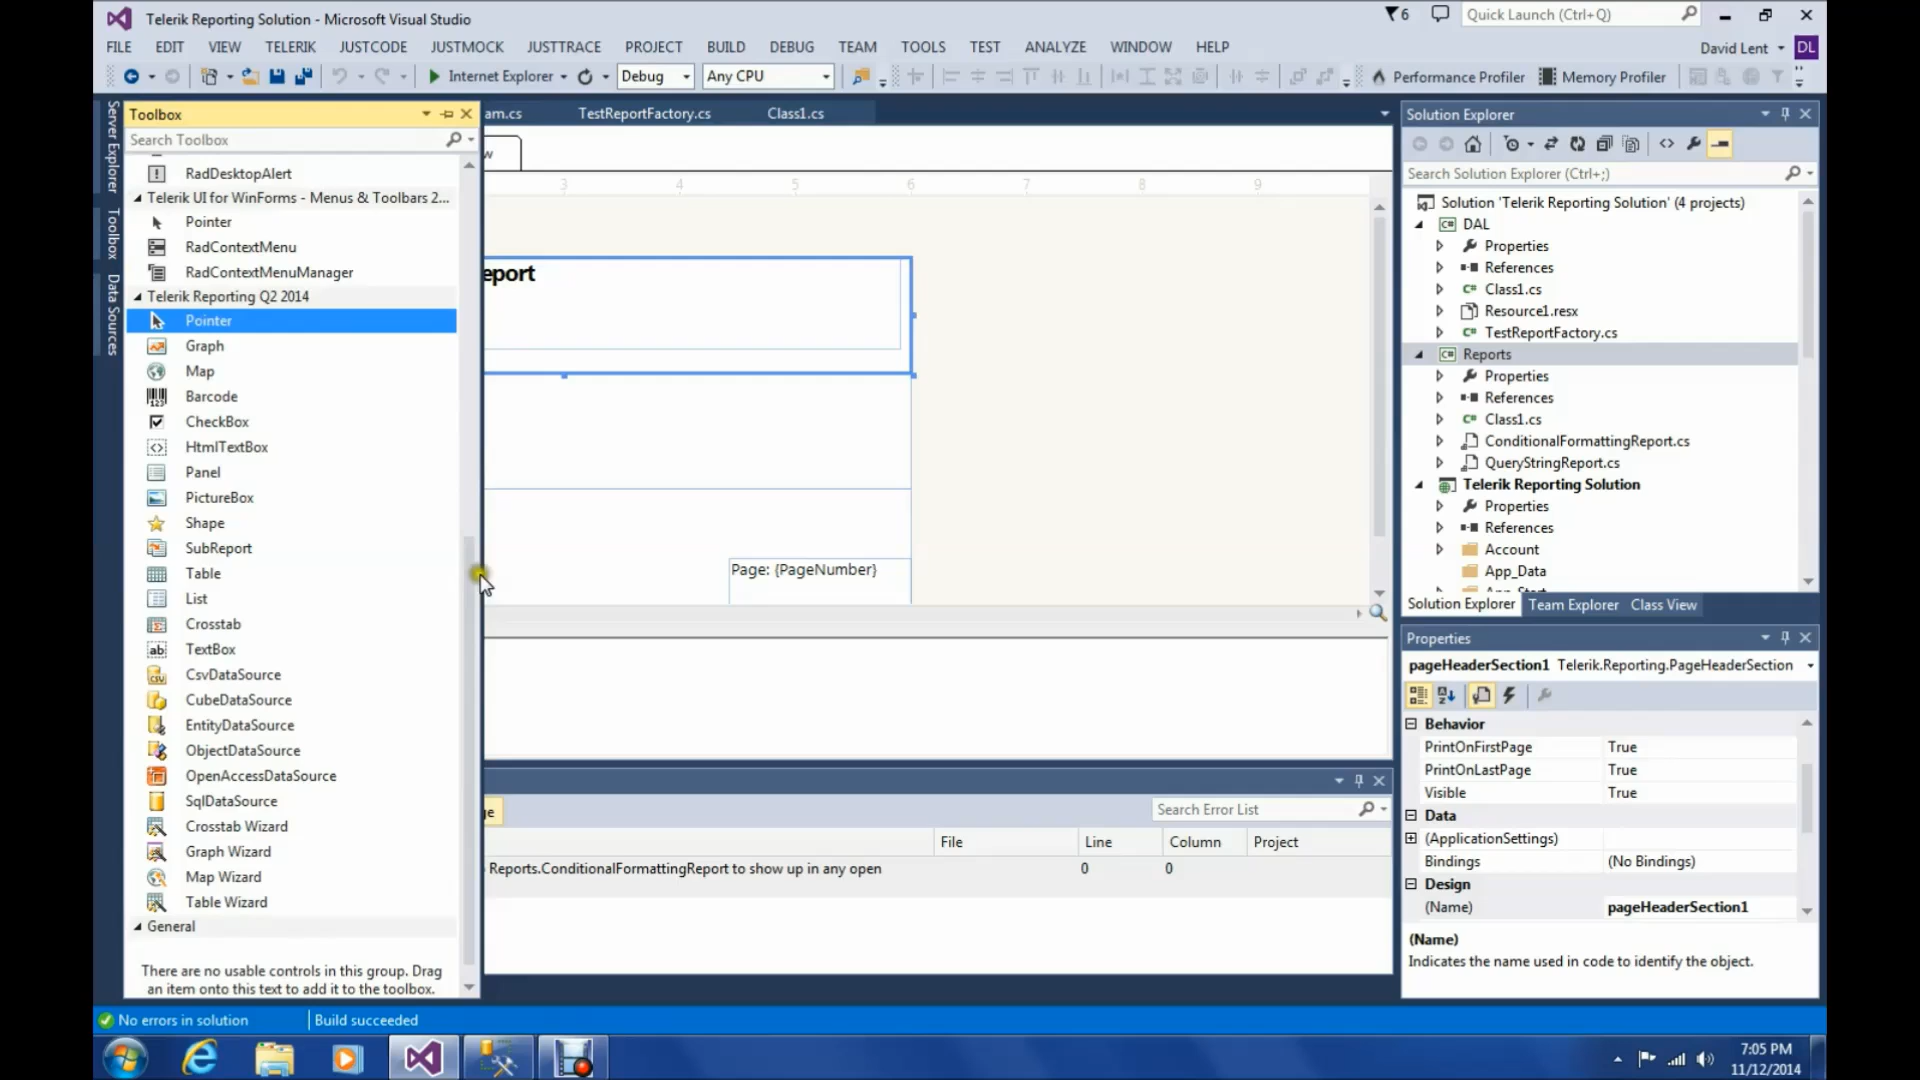 Telerik Reporting Solution - Microsoft Visual Studio
6
Quick Launch (Ctrl+Q)
FILE EDIT VIEW TELERIK JUSTCODE JUSTMOCK JUSTTRACE PROJECT BUILD DEBUG TEAM TOOLS TEST ANALYZE WINDOW HELP
David Lent DL
Internet Explorer Debug Any CPU Performance Profiler Memory Profiler
Server Explorer
Toolbox
Data Sources
Toolbox
Search Toolbox
RadDesktopAlert
Telerik UI for WinForms - Menus & Toolbars 2...
Pointer
RadContextMenu
RadContextMenuManager
Telerik Reporting Q2 2014
Pointer
Graph
Map
Barcode
CheckBox
HtmlTextBox
Panel
PictureBox
Shape
SubReport
Table
List
Crosstab
TextBox
CsvDataSource
CubeDataSource
EntityDataSource
ObjectDataSource
OpenAccessDataSource
SqlDataSource
Crosstab Wizard
Graph Wizard
Map Wizard
Table Wizard
General
There are no usable controls in this group. Drag
an item onto this text to add it to the toolbox.
am.cs TestReportFactory.cs Class1.cs
w
3 4 5 6 7 8 9
eport
Page: {PageNumber}
ge
Search Error List
File Line Column Project
Reports.ConditionalFormattingReport to show up in any open 0 0
Solution Explorer
Search Solution Explorer (Ctrl+;)
Solution 'Telerik Reporting Solution' (4 projects)
DAL
Properties
References
Class1.cs
Resource1.resx
TestReportFactory.cs
Reports
Properties
References
Class1.cs
ConditionalFormattingReport.cs
QueryStringReport.cs
Telerik Reporting Solution
Properties
References
Account
App_Data
Solution Explorer Team Explorer Class View
Properties
pageHeaderSection1 Telerik.Reporting.PageHeaderSection
Behavior
PrintOnFirstPage True
PrintOnLastPage True
Visible True
Data
(ApplicationSettings)
Bindings (No Bindings)
Design
(Name) pageHeaderSection1
(Name)
Indicates the name used in code to identify the object.
No errors in solution Build succeeded
7:05 PM
11/12/2014